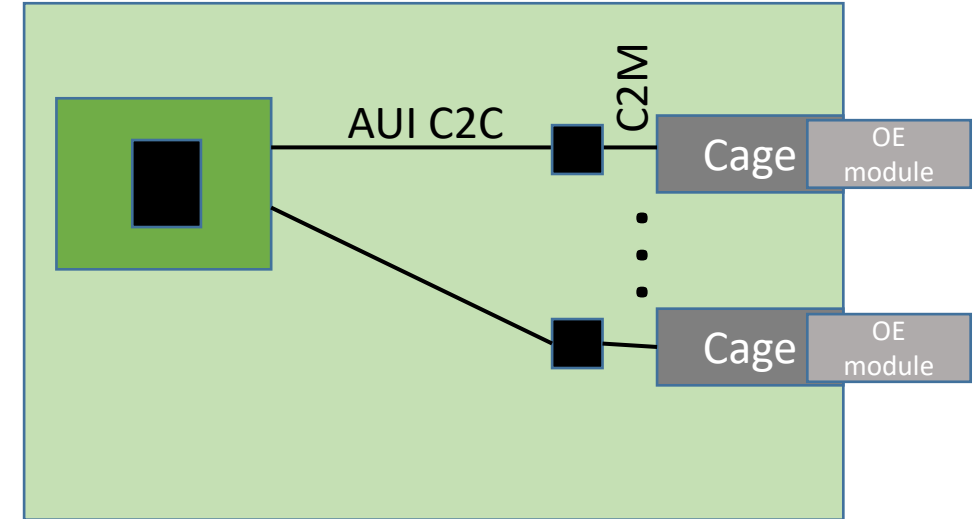 AUI C2C
C2M
Cage
OE
module
Cage
OE
module